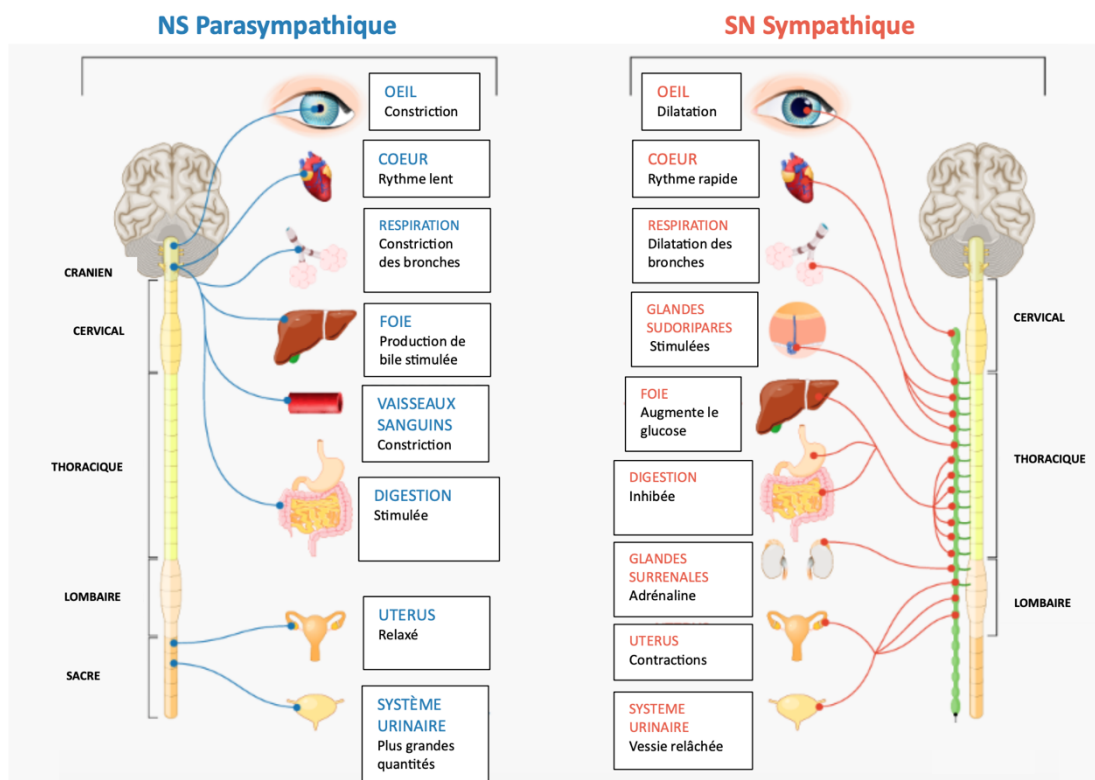 NS Parasympathique
OEIL
Constriction
COEUR
Rythme lent
RESPIRATION
Constriction
des bronches
FOIE
Production de
bile stimulée
VAISSEAUX
SANGUINS
Constriction
DIGESTION
Stimulée
UTERUS
Relaxé
SYSTÈME
URINAIRE
Plus grandes
quantités
CRANIEN
CERVICAL
THORACIQUE
LOMBAIRE
SACRE
SN Sympathique
OEIL
Dilatation
COEUR
Rythme rapide
RESPIRATION
Dilatation des
bronches
GLANDES
SUDORIPARES
Stimulées
FOIE
Augmente le
glucose
DIGESTION
Inhibée
GLANDES
SURRENALES
Adrénaline
UTERUS
Contractions
SYSTEME
URINAIRE
Vessie relâchée
CERVICAL
THORACIQUE
LOMBAIRE